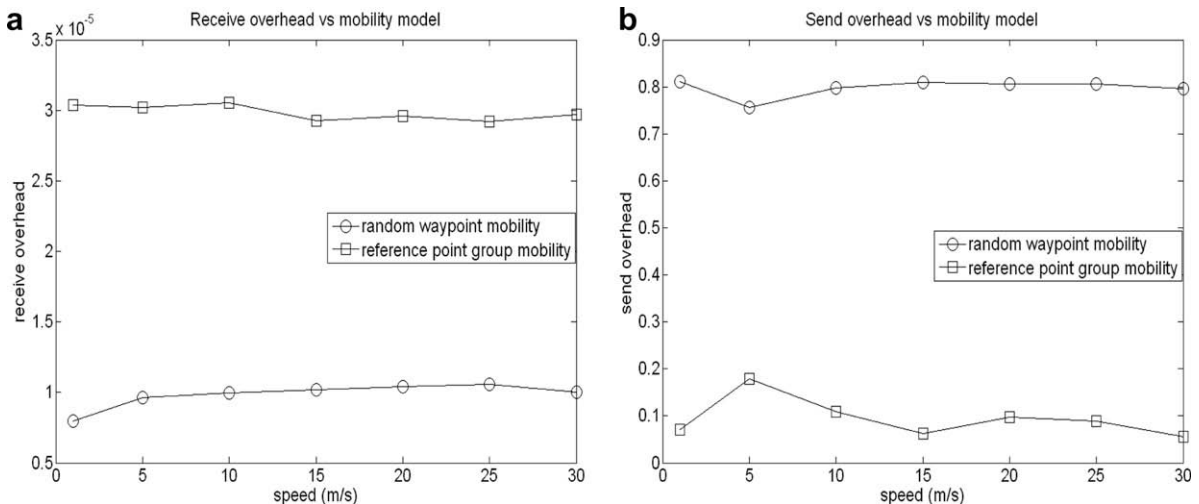 a
Receive overhead vs mobility model
x 10-5
3.5
3
2.5
2
1.5
1
0.5
receive overhead
random waypoint mobility
reference point group mobility
0 5 10 15 20 25 30
speed (m/s)
b
Send overhead vs mobility model
0.9
0.8
0.7
0.6
0.5
0.4
0.3
0.2
0.1
0
send overhead
random waypoint mobility
reference point group mobility
0 5 10 15 20 25 30
speed (m/s)